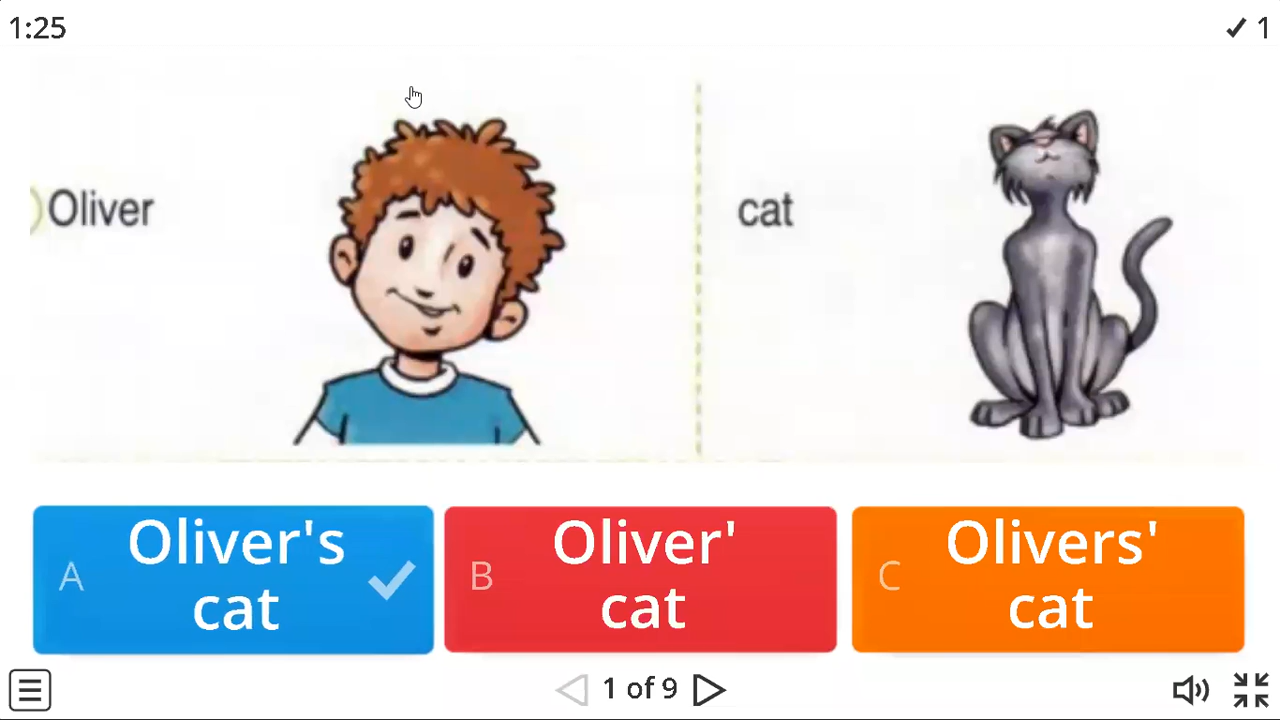 1:25
✓ 1
Oliver
cat
A
Oliver's
cat
B
Oliver'
cat
C
Olivers'
cat
1 of 9